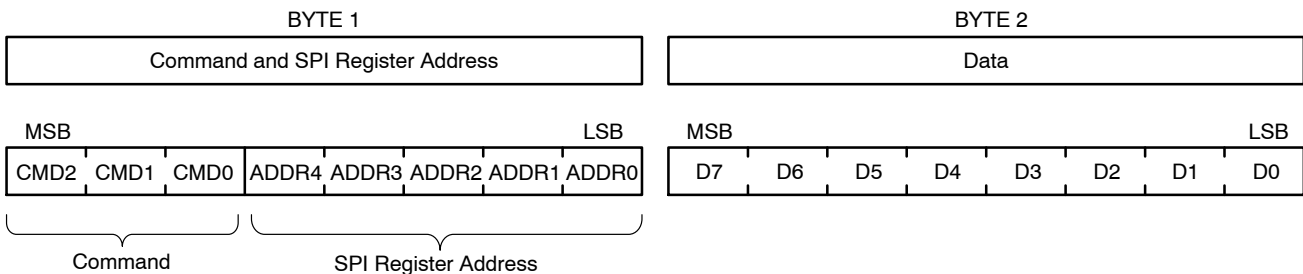 BYTE 1 BYTE 2
Command and SPI Register Address Data
MSB LSB MSB LSB
CMD2 CMD1 CMD0 ADDR4 ADDR3 ADDR2 ADDR1 ADDR0 D7 D6 D5 D4 D3 D2 D1 D0
Command SPI Register Address